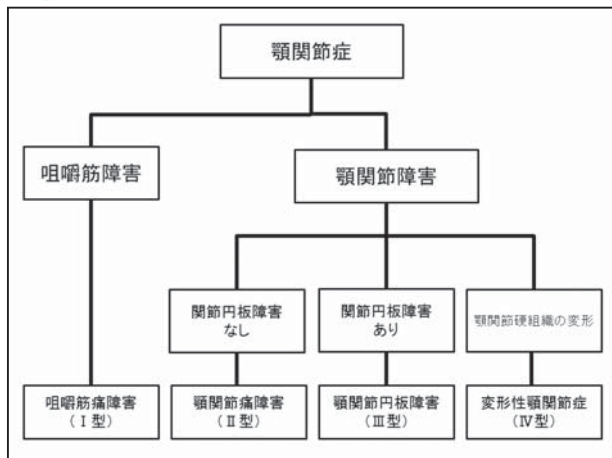 顎関節症
咀嚼筋障害
顎関節障害
関節円板障害
なし
関節円板障害
あり
顎関節硬組織の変形
咀嚼筋痛障害
(Ⅰ型)
顎関節痛障害
(Ⅱ型)
顎関節円板障害
(Ⅲ型)
変形性顎関節症
(Ⅳ型)